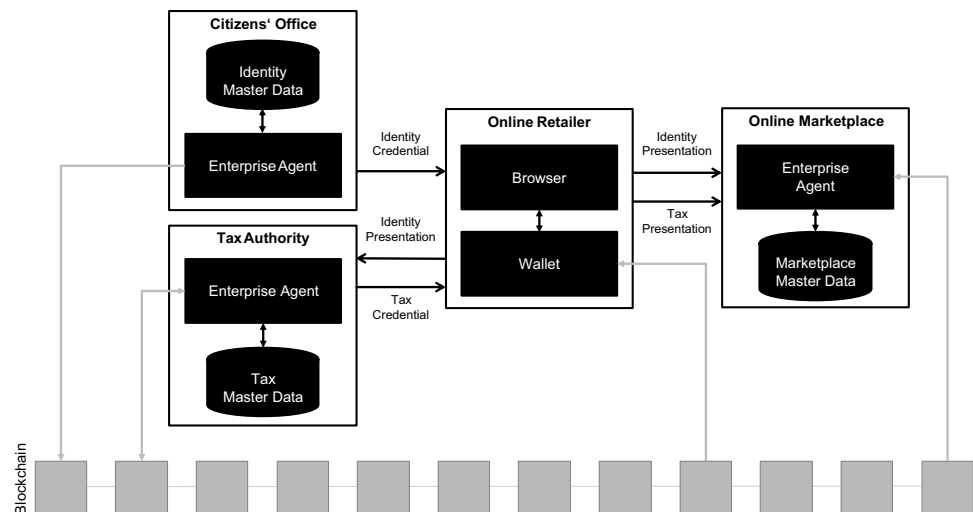 Citizens‘ Office
Identity
Master Data
Enterprise Agent
Identity
Credential
Online Retailer
Browser
Wallet
Identity
Presentation
Tax
Presentation
Online Marketplace
Enterprise
Agent
Marketplace
Master Data
Tax Authority
Enterprise Agent
Tax
Master Data
Identity
Presentation
Tax
Credential
Blockchain